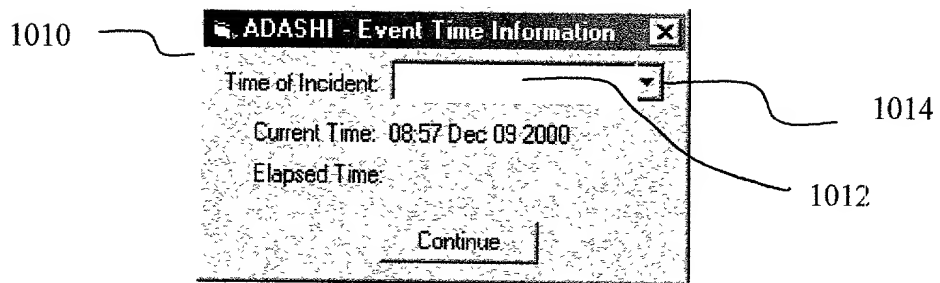 1010
ADASHI - Event Time Information
Time of Incident:
1014
Current Time: 08:57 Dec 09 2000
Elapsed Time:
1012
Continue